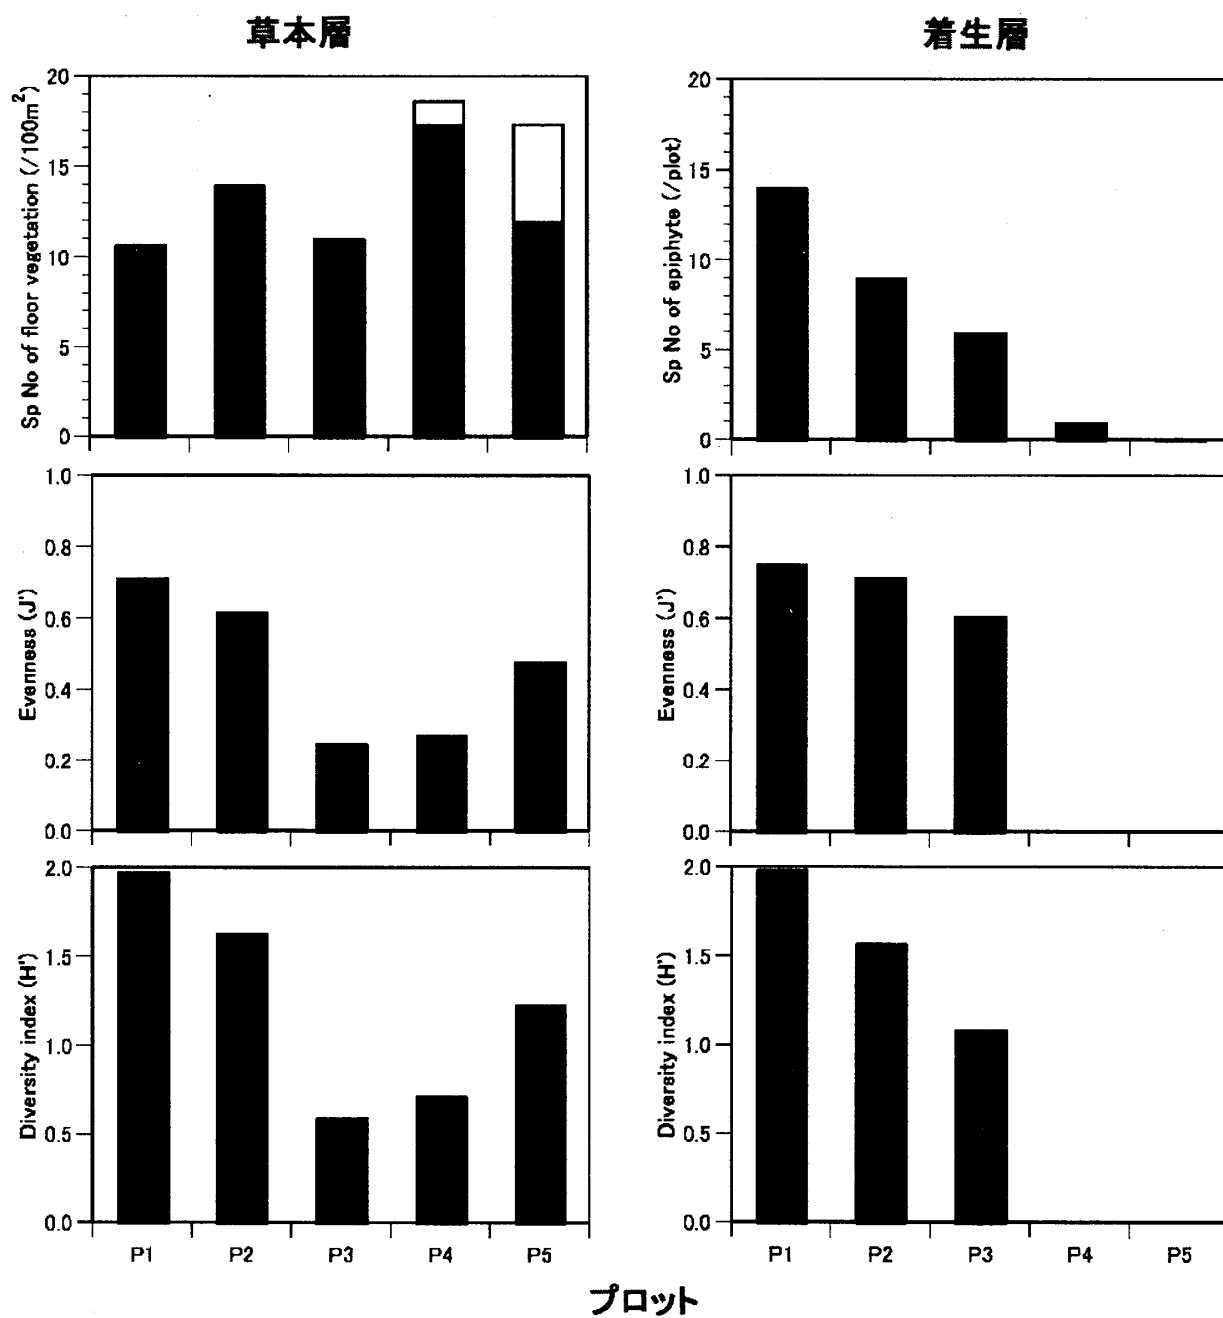 草本層
着生層
Sp No of floor vegetation (/100m²)
20
15
10
5
0
Sp No of epiphyte (/plot)
20
15
10
5
0
Evenness (J')
1.0
0.8
0.6
0.4
0.2
0.0
Evenness (J')
1.0
0.8
0.6
0.4
0.2
0.0
Diversity index (H')
2.0
1.5
1.0
0.5
0.0
P1 P2 P3 P4 P5
Diversity index (H')
2.0
1.5
1.0
0.5
0.0
P1 P2 P3 P4 P5
プロット